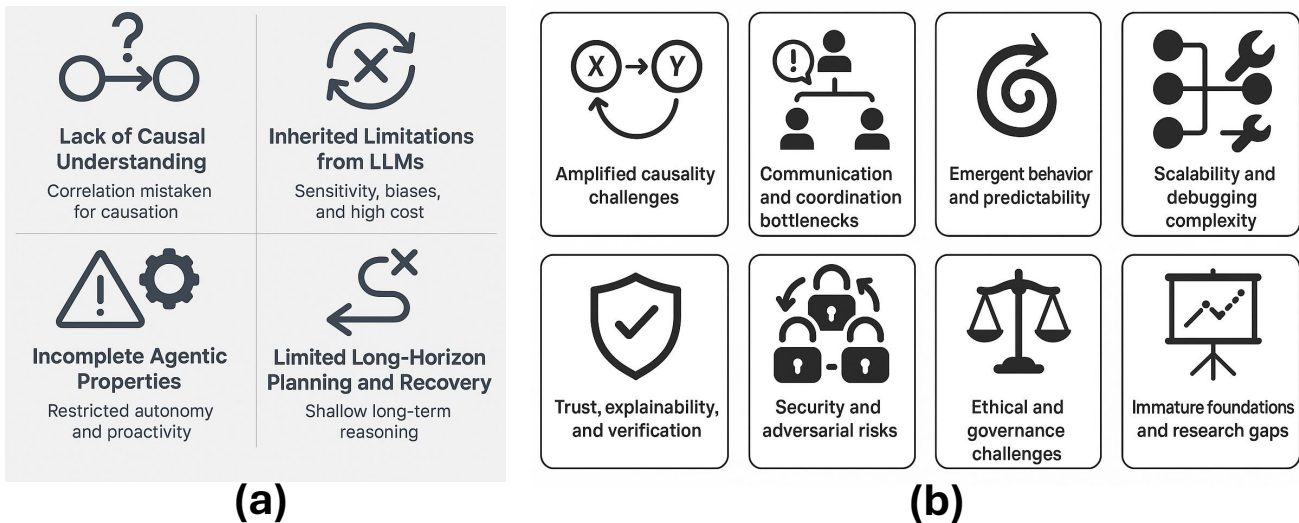 ?
Lack of Causal
Understanding
Correlation mistaken
for causation
Inherited Limitations
from LLMs
Sensitivity, biases,
and high cost
!
Incomplete Agentic
Properties
Restricted autonomy
and proactivity
Limited Long-Horizon
Planning and Recovery
Shallow long-term
reasoning
(a)
X → Y
Amplified causality
challenges
!
Communication
and coordination
bottlenecks
Emergent behavior
and predictability
Scalability and
debugging
complexity
Trust, explainability,
and verification
Security and
adversarial risks
Ethical and
governance
challenges
Immature foundations
and research gaps
(b)